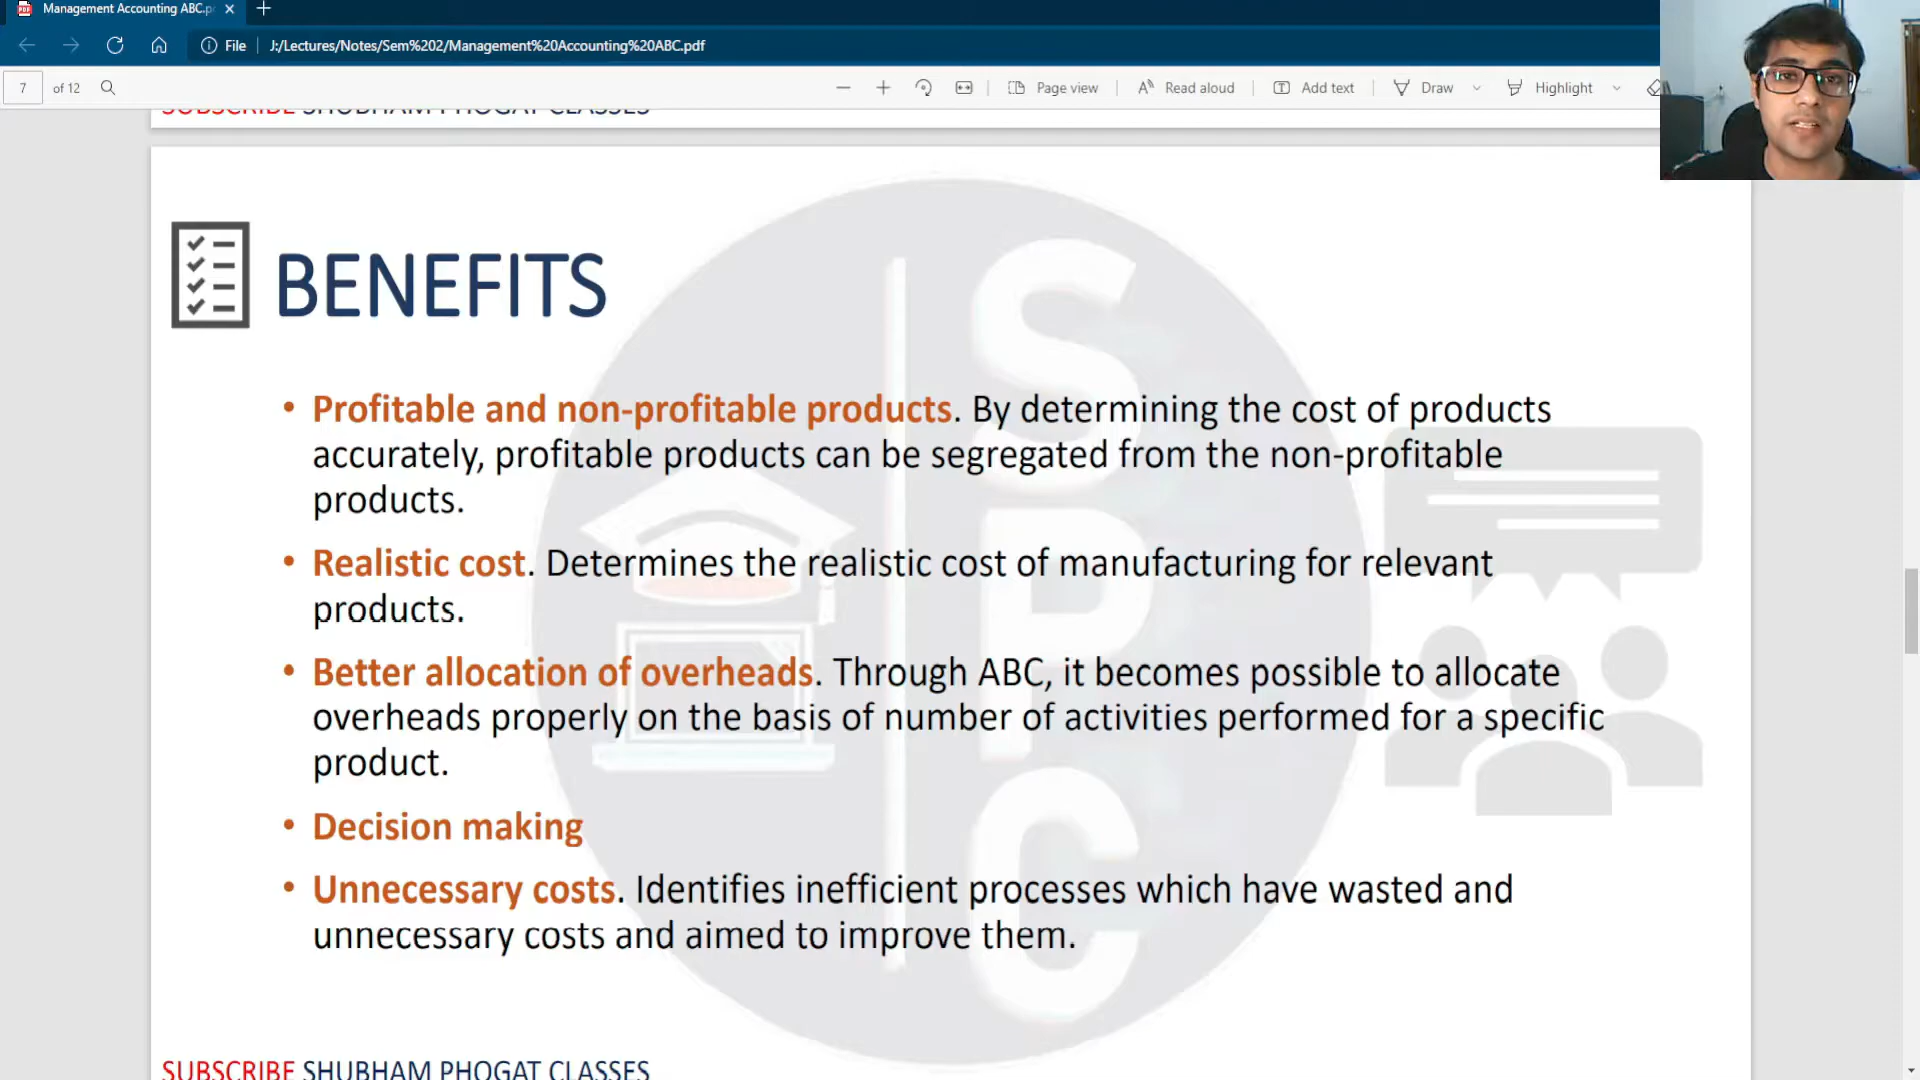 Management Accounting ABC.p
File J:/Lectures/Notes/Sem%202/Management%20Accounting%20ABC.pdf
7 of 12
Page view
Read aloud
Add text
Draw
Highlight
SUBSCRIBE SHUBHAM PHOGAT CLASSES
BENEFITS
• Profitable and non-profitable products. By determining the cost of products
accurately, profitable products can be segregated from the non-profitable
products.
• Realistic cost. Determines the realistic cost of manufacturing for relevant
products.
• Better allocation of overheads. Through ABC, it becomes possible to allocate
overheads properly on the basis of number of activities performed for a specific
product.
• Decision making
• Unnecessary costs. Identifies inefficient processes which have wasted and
unnecessary costs and aimed to improve them.
S
P
C
SUBSCRIBE SHUBHAM PHOGAT CLASSES